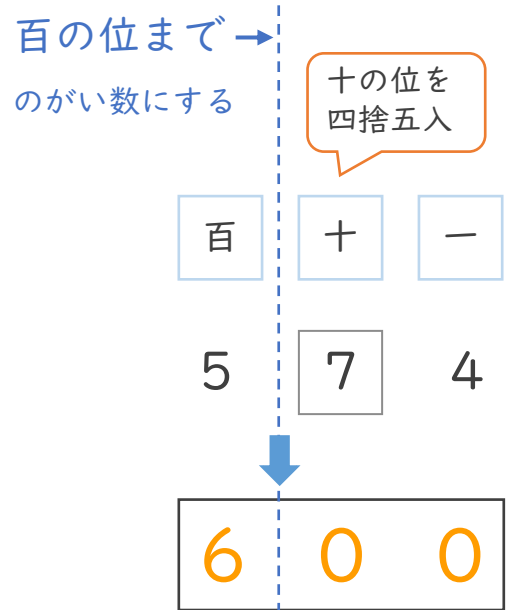 百の位まで
のがい数にする
十の位を
四捨五入
百 十 一
5 7 4
6 0 0